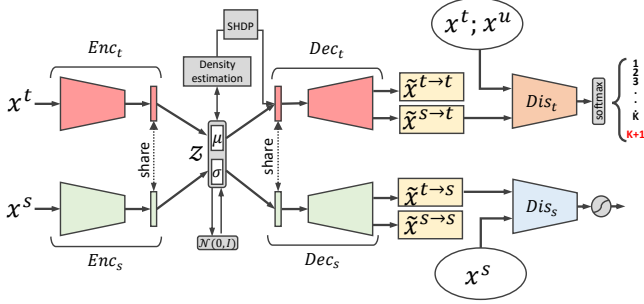 SHDP
x^t; x^u
Enc_t
Dec_t
Density
estimation
x^t
x̃^{t→t}
x̃^{s→t}
Dis_t
softmax
1
2
3
.
.
K
K+1
share
z
μ
σ
share
x^s
x̃^{t→s}
x̃^{s→s}
Dis_s
Enc_s
𝒩(0,I)
Dec_s
x^s